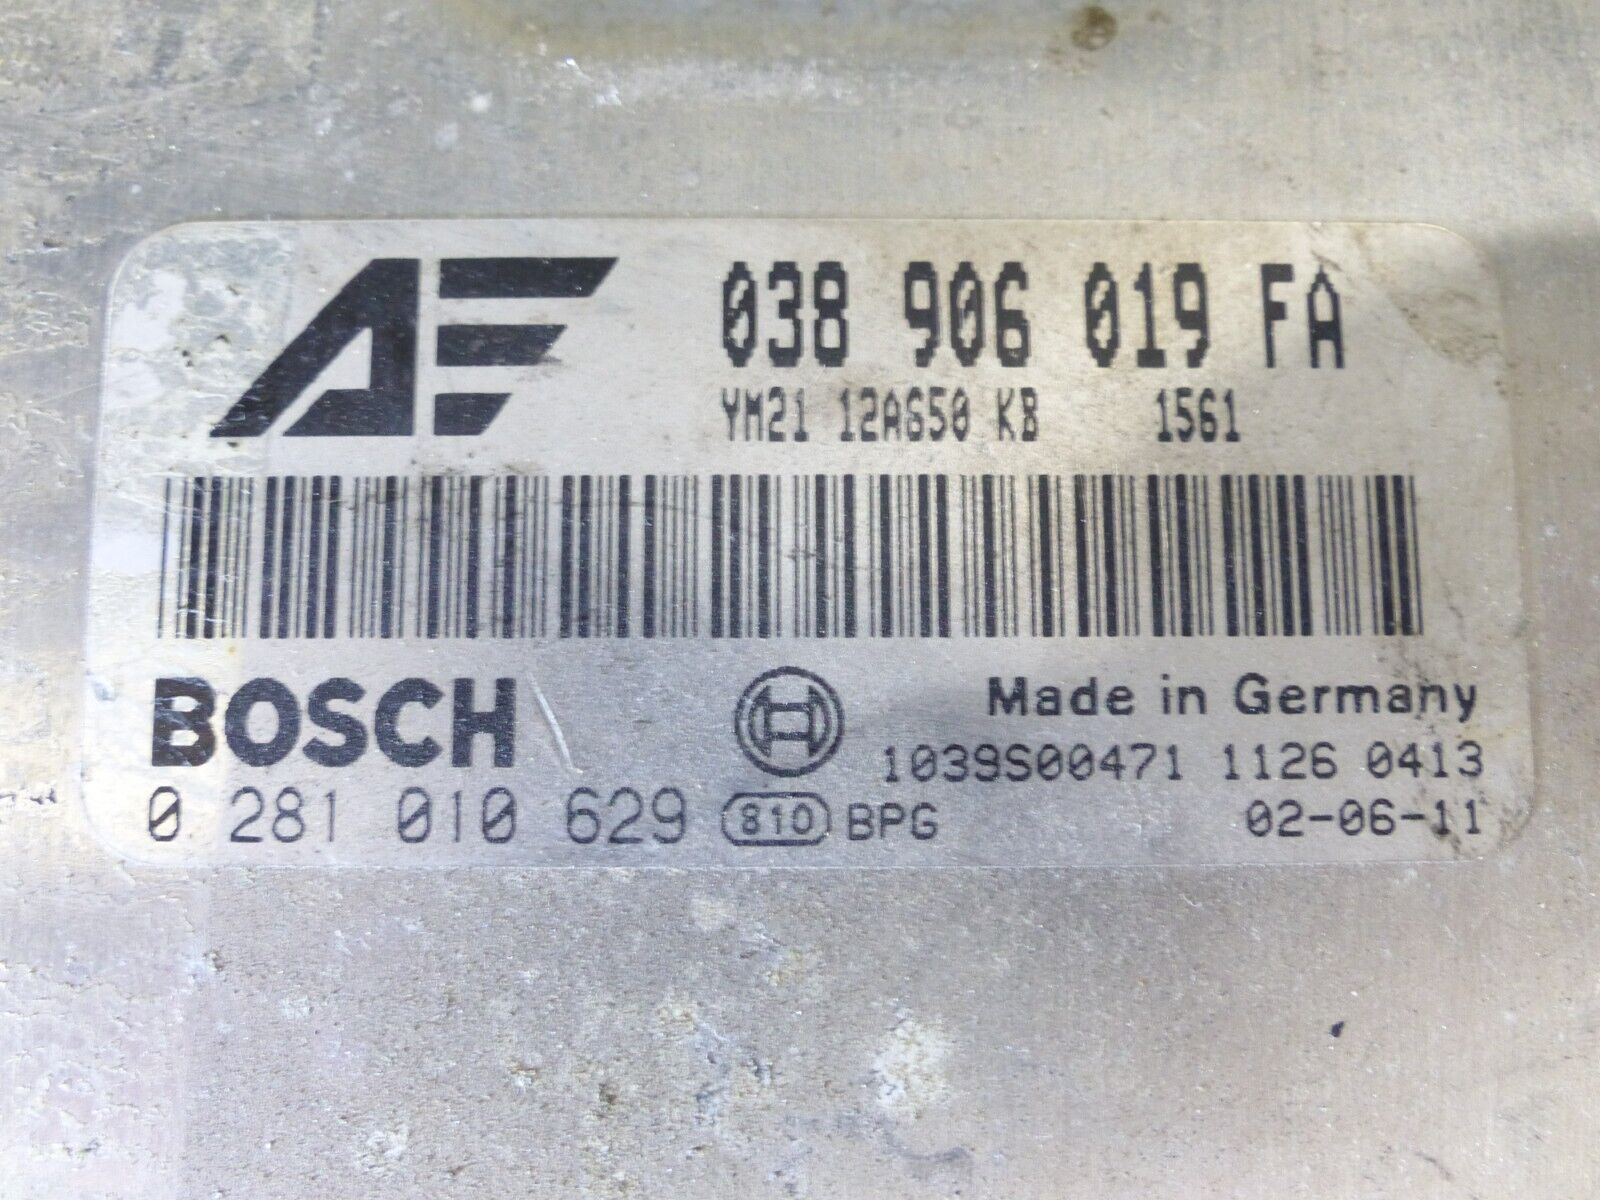 AE 038 906 019 FA
YM21 12A650 KB 1561
BOSCH Made in Germany
1039S00471 1126 0413
0 281 010 629 810 BPG 02-06-11